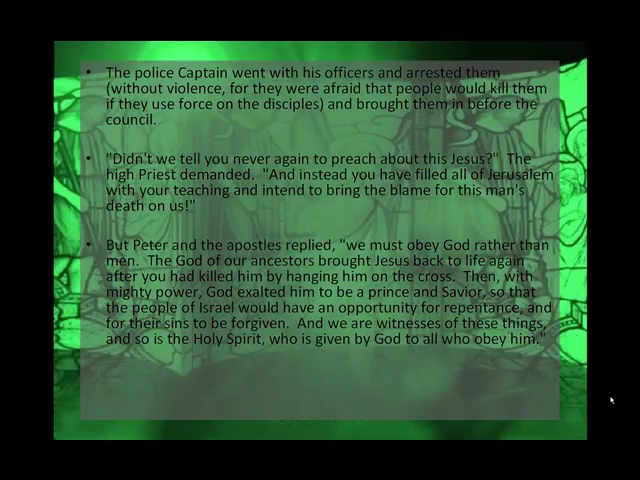 • The police Captain went with his officers and arrested them
(without violence, for they were afraid that people would kill them
if they use force on the disciples) and brought them in before the
council.
• "Didn't we tell you never again to preach about this Jesus?" The
high Priest demanded. "And instead you have filled all of Jerusalem
with your teaching and intend to bring the blame for this man's
death on us!"
• But Peter and the apostles replied, "we must obey God rather than
men. The God of our ancestors brought Jesus back to life again
after you had killed him by hanging him on the cross. Then, with
mighty power, God exalted him to be a prince and Savior, so that
the people of Israel would have an opportunity for repentance, and
for their sins to be forgiven. And we are witnesses of these things,
and so is the Holy Spirit, who is given by God to all who obey him."